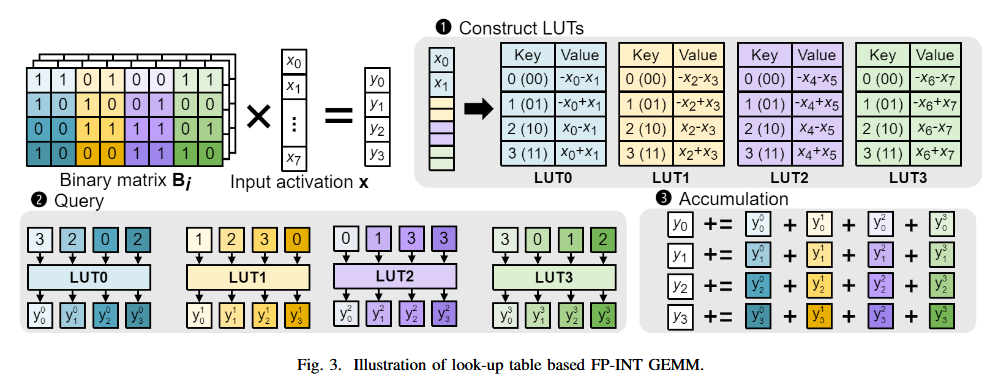 ❶ Construct LUTs
1 1 0 1 0 0 1 1
1 0 1 0 0 1 0 0
0 0 1 1 1 1 0 1
1 0 0 0 1 1 1 0
Binary matrix B_i
×
x_0
x_1
⋮
x_7
Input activation x
=
y_0
y_1
y_2
y_3
x_0
x_1
Key Value
0 (00) -x_0-x_1
1 (01) -x_0+x_1
2 (10) x_0-x_1
3 (11) x_0+x_1
LUT0
Key Value
0 (00) -x_2-x_3
1 (01) -x_2+x_3
2 (10) x_2-x_3
3 (11) x_2+x_3
LUT1
Key Value
0 (00) -x_4-x_5
1 (01) -x_4+x_5
2 (10) x_4-x_5
3 (11) x_4+x_5
LUT2
Key Value
0 (00) -x_6-x_7
1 (01) -x_6+x_7
2 (10) x_6-x_7
3 (11) x_6+x_7
LUT3
❷ Query
3 2 0 2
LUT0
y_0^0 y_1^0 y_2^0 y_3^0
1 2 3 0
LUT1
y_0^1 y_1^1 y_2^1 y_3^1
0 1 3 3
LUT2
y_0^2 y_1^2 y_2^2 y_3^2
3 0 1 2
LUT3
y_0^3 y_1^3 y_2^3 y_3^3
❸ Accumulation
y_0 += y_0^0 + y_0^1 + y_0^2 + y_0^3
y_1 += y_1^0 + y_1^1 + y_1^2 + y_1^3
y_2 += y_2^0 + y_2^1 + y_2^2 + y_2^3
y_3 += y_3^0 + y_3^1 + y_3^2 + y_3^3
Fig. 3. Illustration of look-up table based FP-INT GEMM.